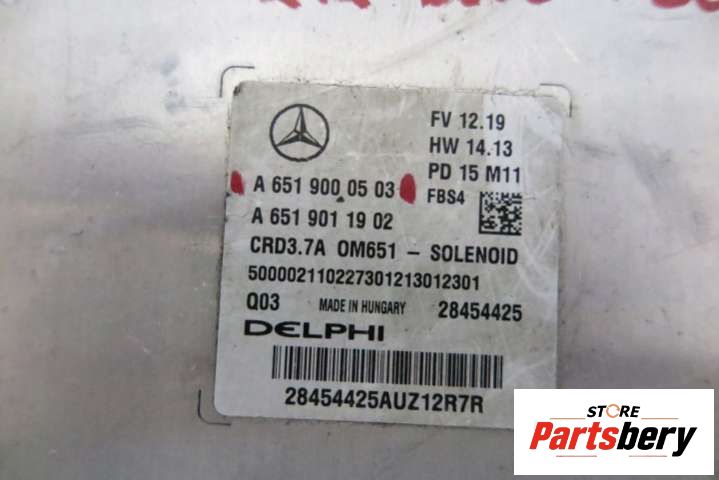 FV 12.19
HW 14.13
PD 15 M11
FBS4
A 651 900 05 03
A 651 901 19 02
CRD3.7A OM651 – SOLENOID
500002110227301213012301
Q03 MADE IN HUNGARY 28454425
DELPHI
28454425AUZ12R7R
STORE
Partsbery